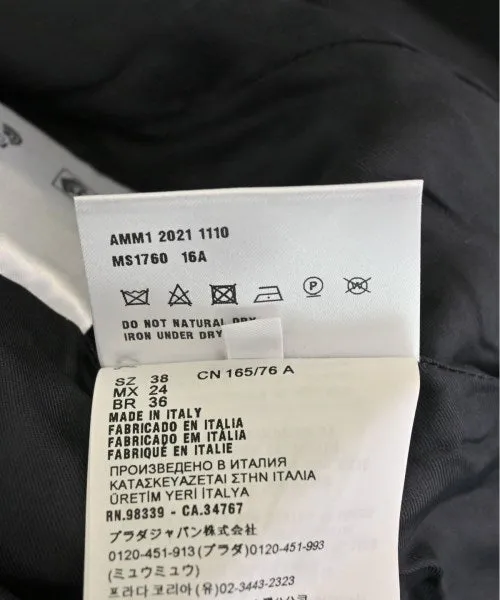 AMM1 2021 1110
MS1760 16A
P
W
DO NOT NATURAL DRY
IRON UNDER DRY
SZ 38 CN 165/76 A
MX 24
BR 36
MADE IN ITALY
FABRICADO EN ITALIA
FABRICADO EM ITÁLIA
FABRIQUÉ EN ITALIE
ПРОИЗВЕДЕНО В ИТАЛИЯ
ΚΑΤΑΣΚΕΥΑΖΕΤΑΙ ΣΤΗΝ ΙΤΑΛΙΑ
ÜRETİM YERİ İTALYA
RN.98339 - CA.34767
プラダジャパン株式会社
0120-451-913(プラダ)0120-451-993
(ミュウミュウ)
프라다 코리아 (유)02-3443-2323